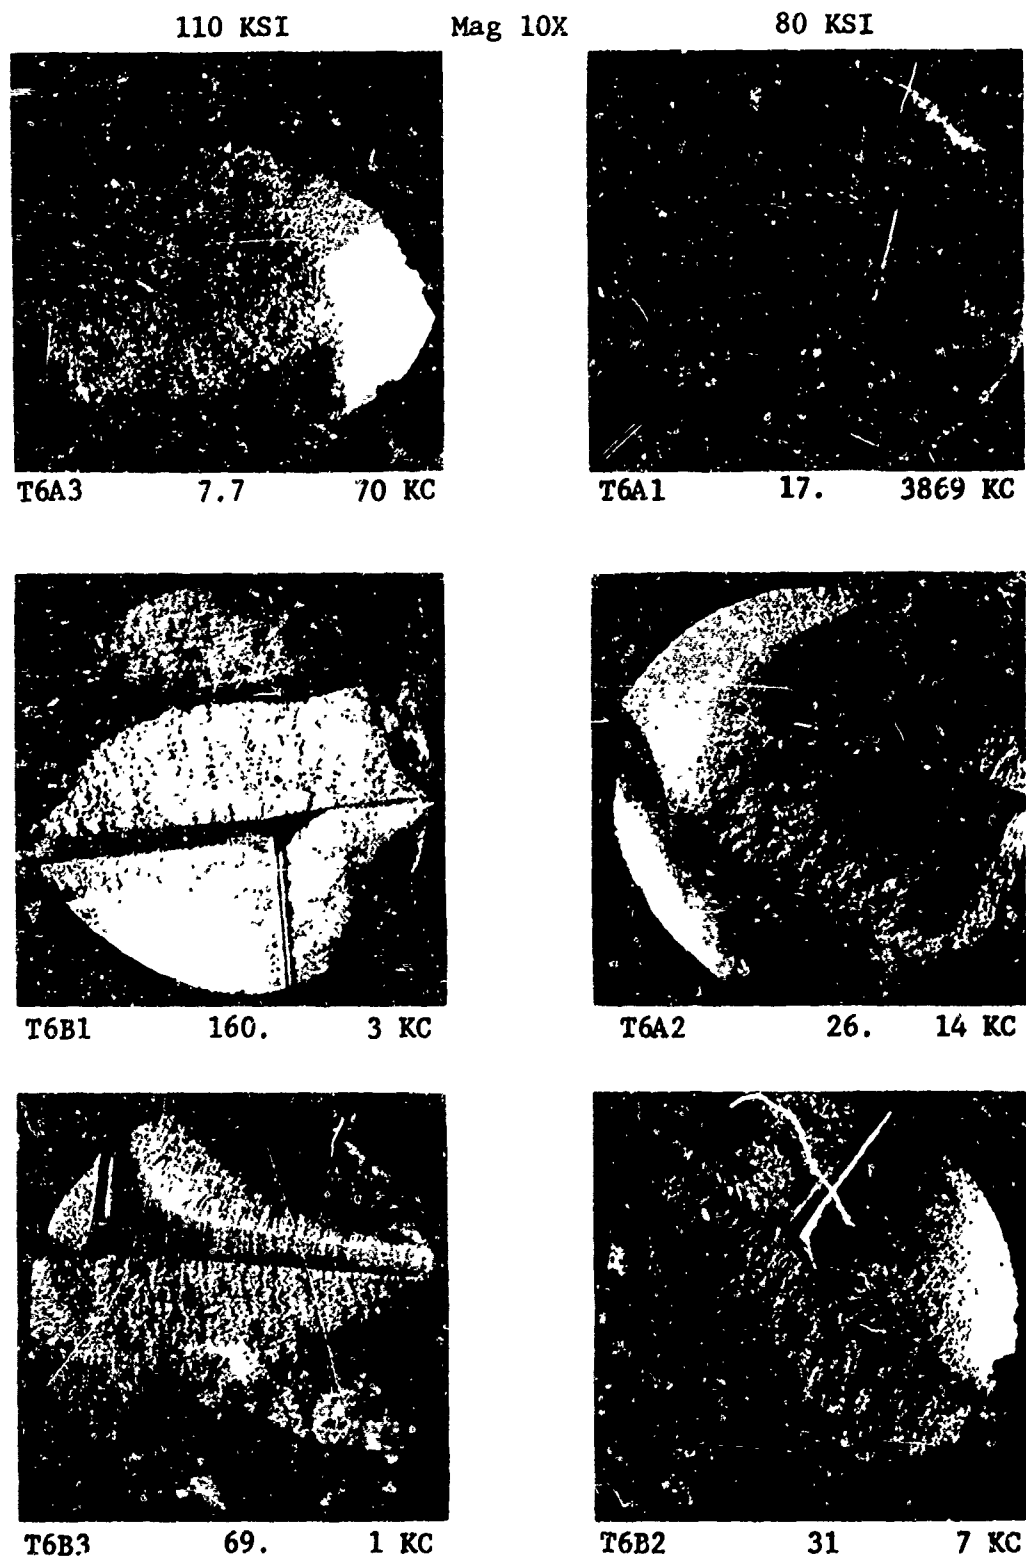 110 KSI Mag 10X 80 KSI
T6A3 7.7 70 KC T6A1 17. 3869 KC
T6B1 160. 3 KC T6A2 26. 14 KC
T6B3 69. 1 KC T6B2 31 7 KC